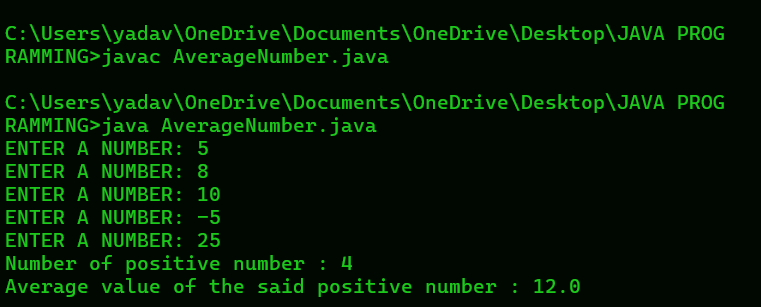 C:\Users\yadav\OneDrive\Documents\OneDrive\Desktop\JAVA PROG
RAMMING>javac AverageNumber.java
C:\Users\yadav\OneDrive\Documents\OneDrive\Desktop\JAVA PROG
RAMMING>java AverageNumber.java
ENTER A NUMBER: 5
ENTER A NUMBER: 8
ENTER A NUMBER: 10
ENTER A NUMBER: -5
ENTER A NUMBER: 25
Number of positive number : 4
Average value of the said positive number : 12.0